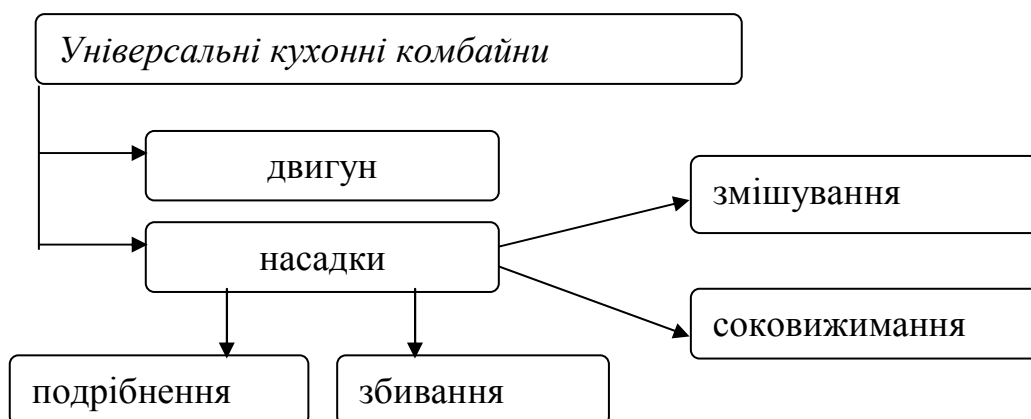 Універсальні кухонні комбайни
двигун
змішування
насадки
соковижимання
подрібнення
збивання